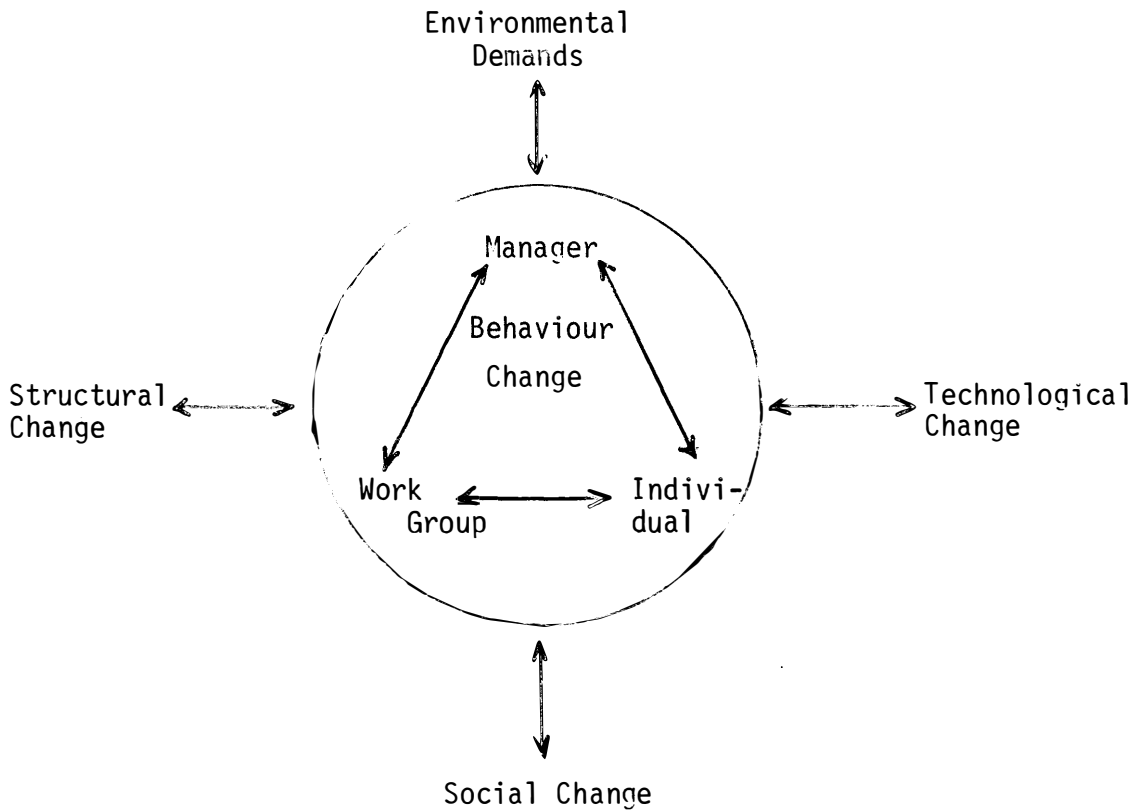 Environmental
Demands
Manager
Behaviour
Change
Structural
Change
Technological
Change
Work
Group
Indivi-
dual
Social Change